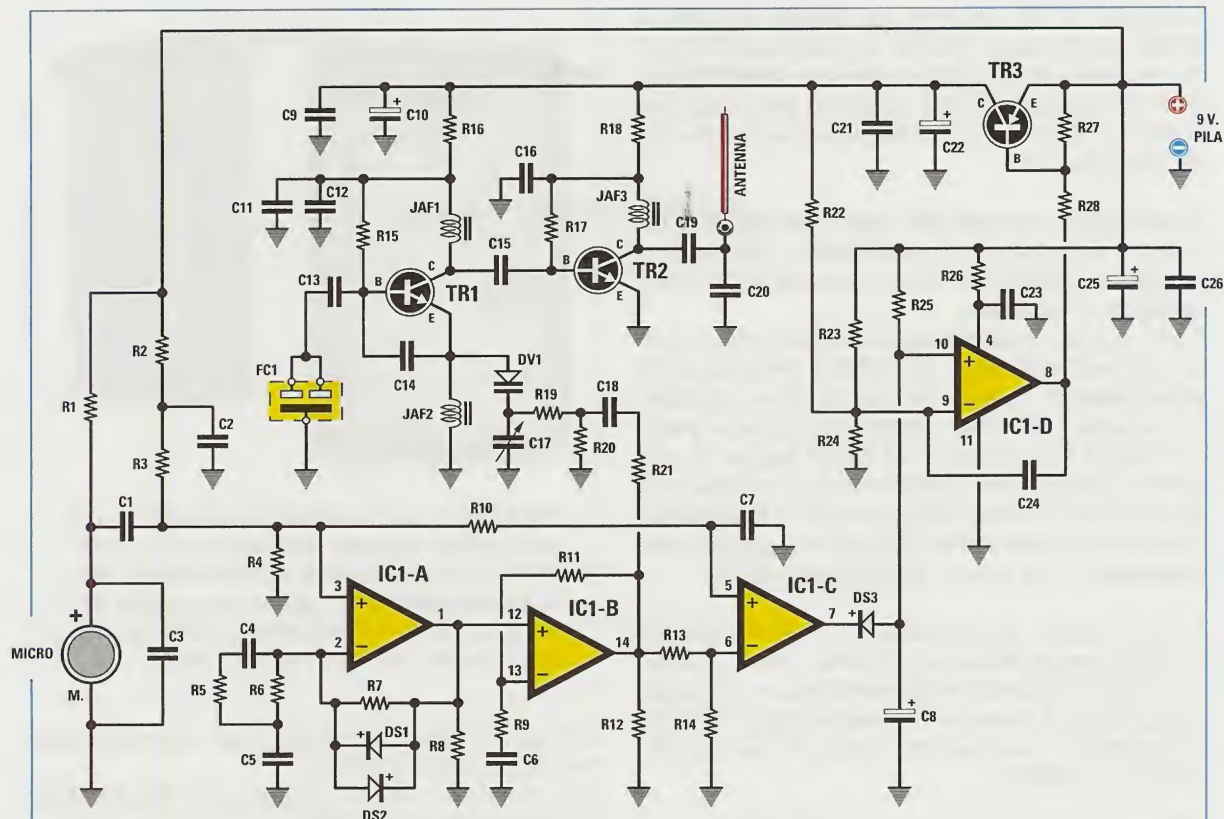 TR3
C
E
B
9 V.
PILA
C9
+
C10
R16
R18
C21
+
C22
R27
ANTENNA
C16
C11
C12
R15
JAF1
R17
JAF3
C19
R22
R28
C13
C15
B
C
E
TR1
B
C
E
TR2
C20
R26
C25
+
C26
R25
C23
R23
C14
DV1
R2
FC1
10
+
4
8
9
−
11
IC1-D
R1
C2
JAF2
R19
C18
C17
R20
R24
R3
R21
C24
C1
R10
C7
R4
R11
IC1-A
3
+
1
2
−
IC1-B
12
+
14
13
−
IC1-C
5
+
7
6
−
DS3
+
R13
MICRO
+
M.
C3
C4
R5
R6
R7
+
DS1
R8
R9
R12
R14
+
C8
C5
+
DS2
C6